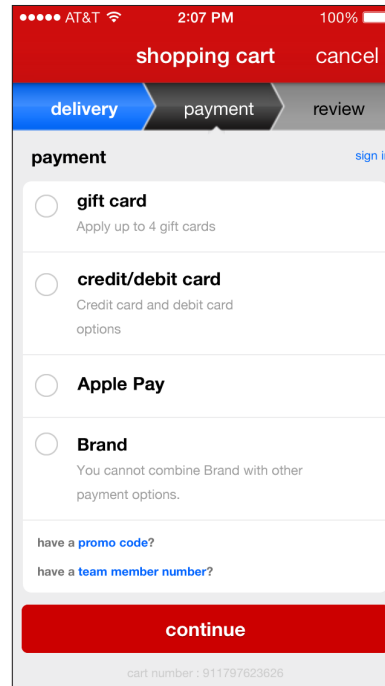 AT&T 2:07 PM 100%
shopping cart cancel
delivery payment review
payment sign in
gift card
Apply up to 4 gift cards
credit/debit card
Credit card and debit card
options
Apple Pay
Brand
You cannot combine Brand with other
payment options.
have a promo code?
have a team member number?
continue
cart number : 911797623626